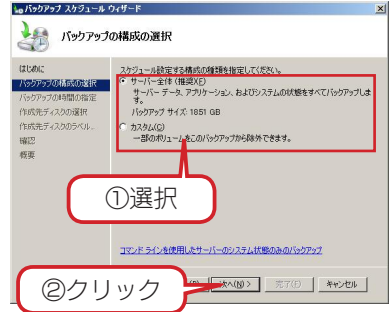 バックアップ スケジュール ウィザード
バックアップの構成の選択
はじめに
バックアップの構成の選択
バックアップの時間の指定
作成先ディスクの選択
作成先ディスクのラベル...
確認
概要
スケジュール設定する構成の種類を指定してください。
サーバー全体 (推奨)(F)
サーバー データ、アプリケーション、およびシステムの状態をすべてバックアップします。
バックアップ サイズ: 1851 GB
カスタム(C)
一部のボリュームをこのバックアップから除外できます。
①選択
コマンド ラインを使用したサーバーのシステム状態のみのバックアップ
②クリック
次へ(N) >
完了(F)
キャンセル